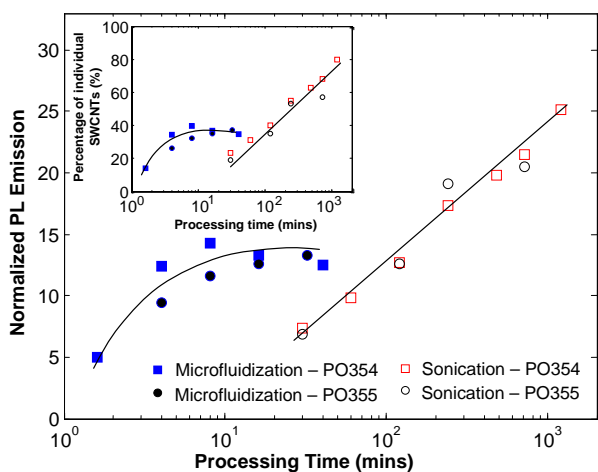 30
25
20
15
10
5
0
Normalized PL Emission
10^0
10^1
10^2
10^3
Processing Time (mins)
100
80
60
40
20
0
Percentage of individual
SWCNTs (%)
10^0
10^1
10^2
10^3
Processing time (mins)
Microfluidization – PO354
Microfluidization – PO355
Sonication – PO354
Sonication – PO355